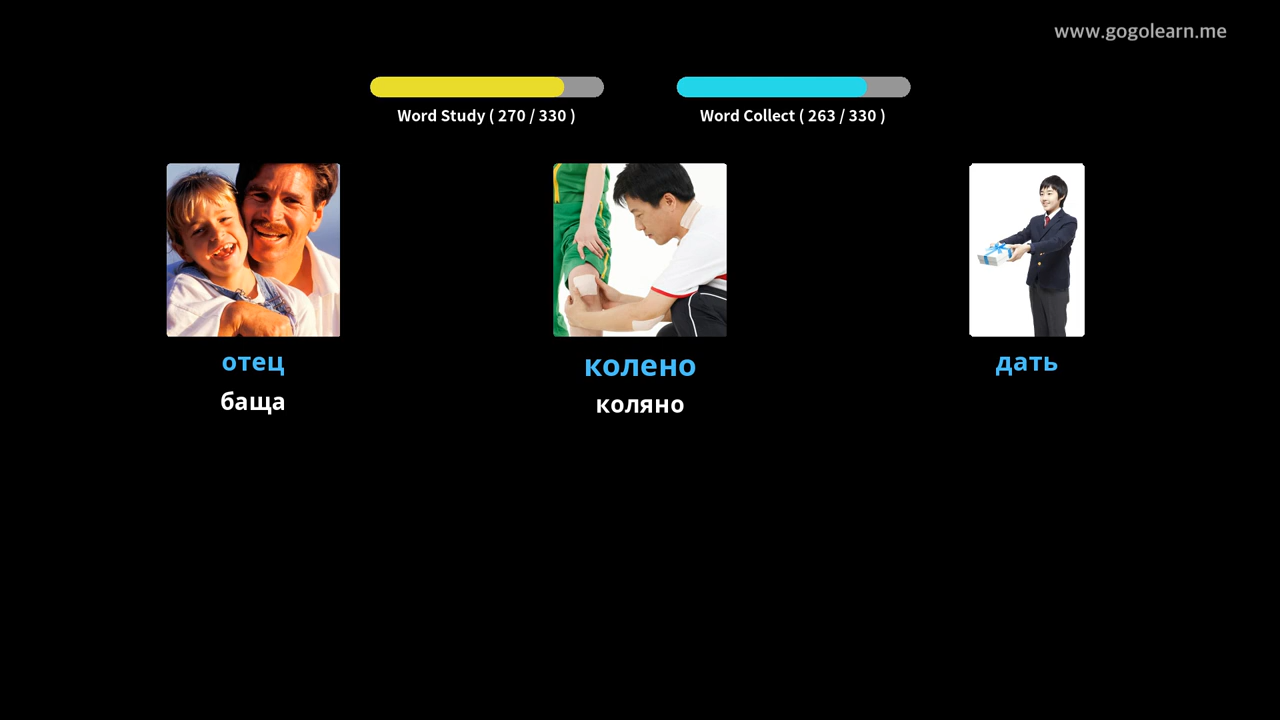 www.gogolearn.me
Word Study ( 270 / 330 )
Word Collect ( 263 / 330 )
отец
колено
дать
баща
коляно